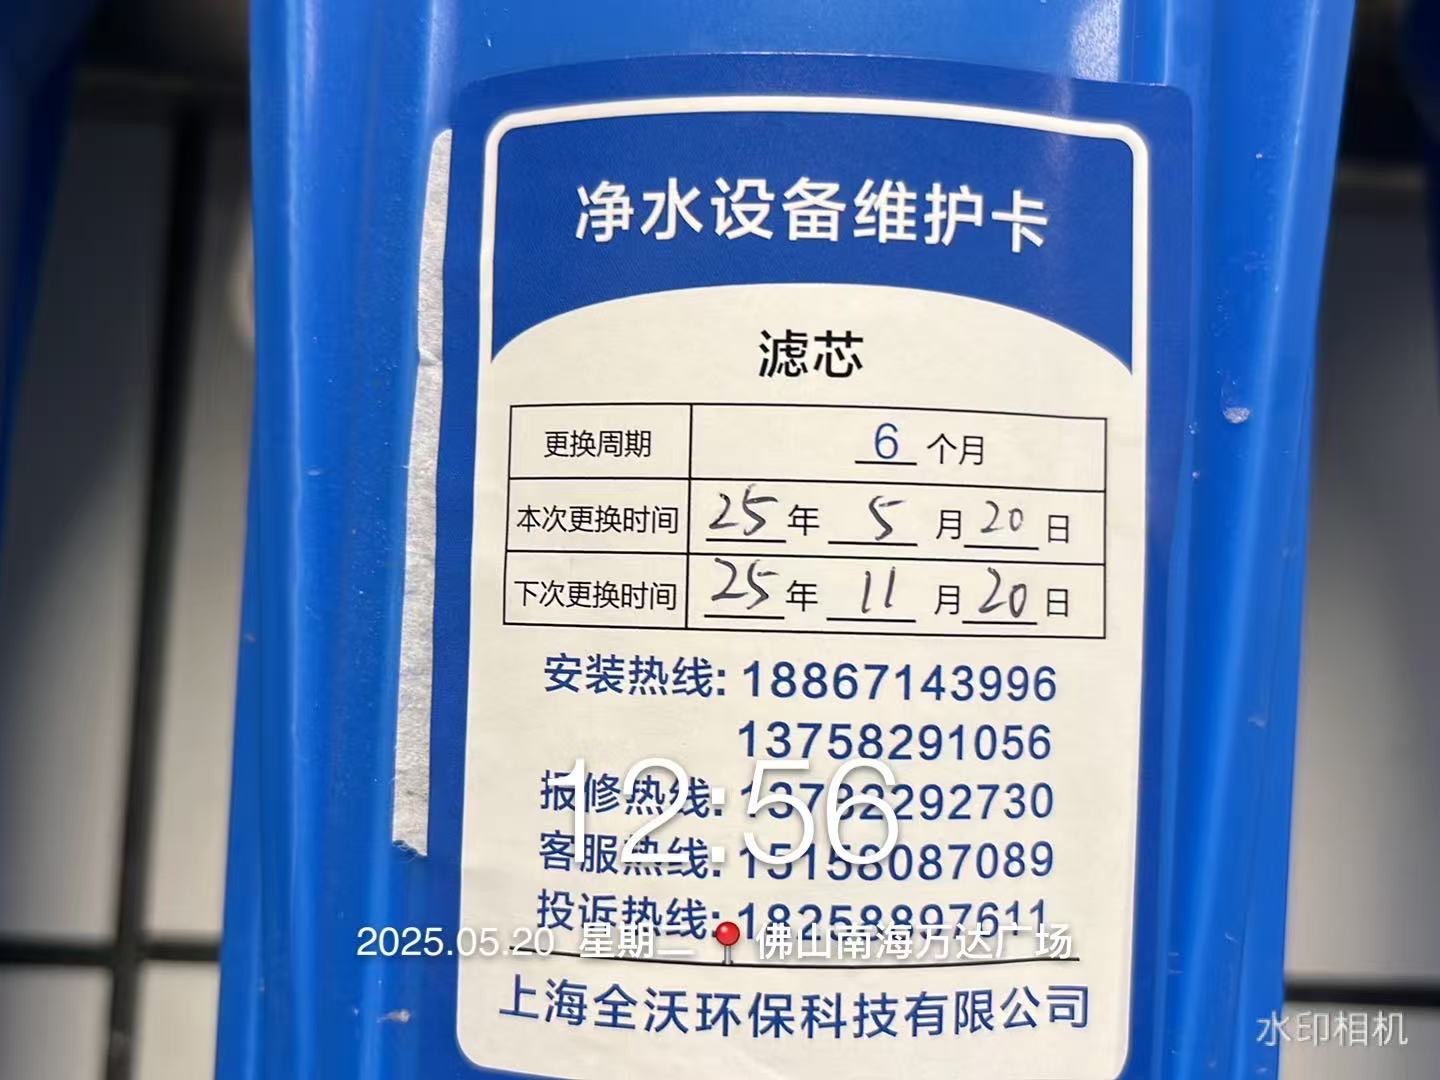 净水设备维护卡
滤芯
更换周期 6 个月
本次更换时间 25 年 5 月 20 日
下次更换时间 25 年 11 月 20 日
安装热线: 18867143996
13758291056
报修热线: 13732292730
12:56
客服热线: 15158087089
投诉热线: 18258897611
2025.05.20 星期二 佛山南海万达广场
上海全沃环保科技有限公司
水印相机